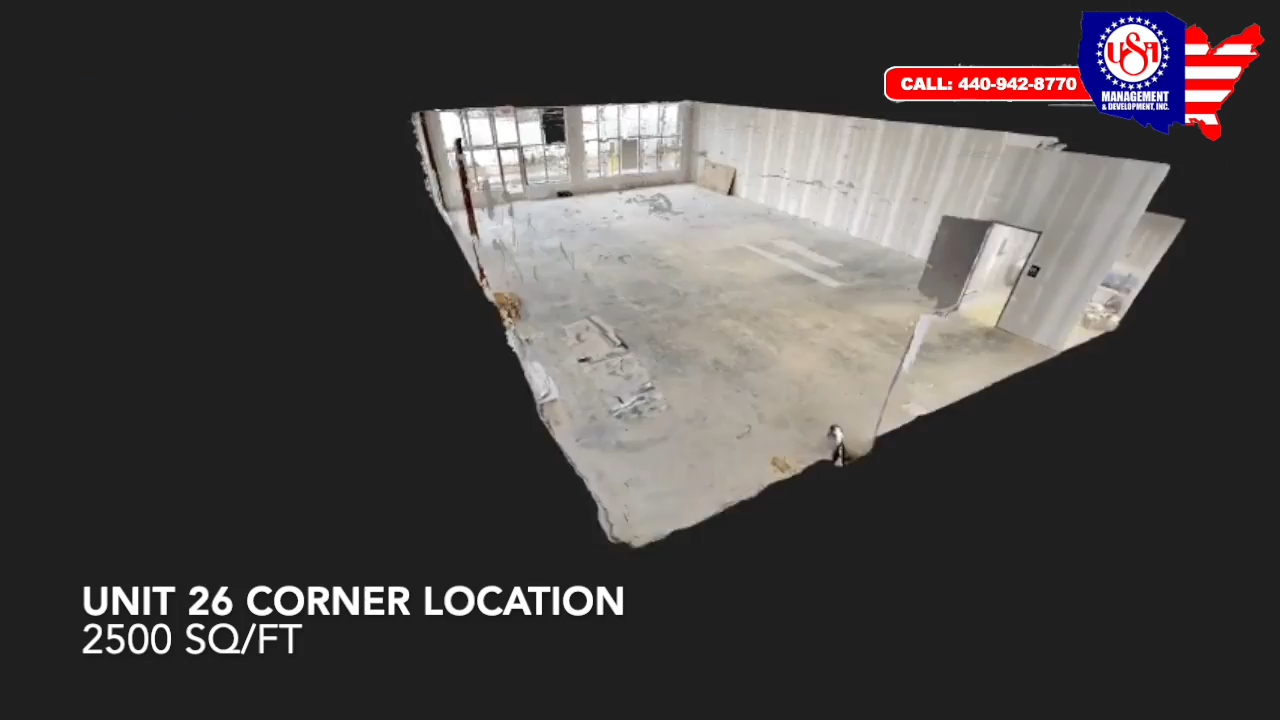 CALL: 440-942-8770
USA
MANAGEMENT
& DEVELOPMENT, INC.
UNIT 26 CORNER LOCATION
2500 SQ/FT